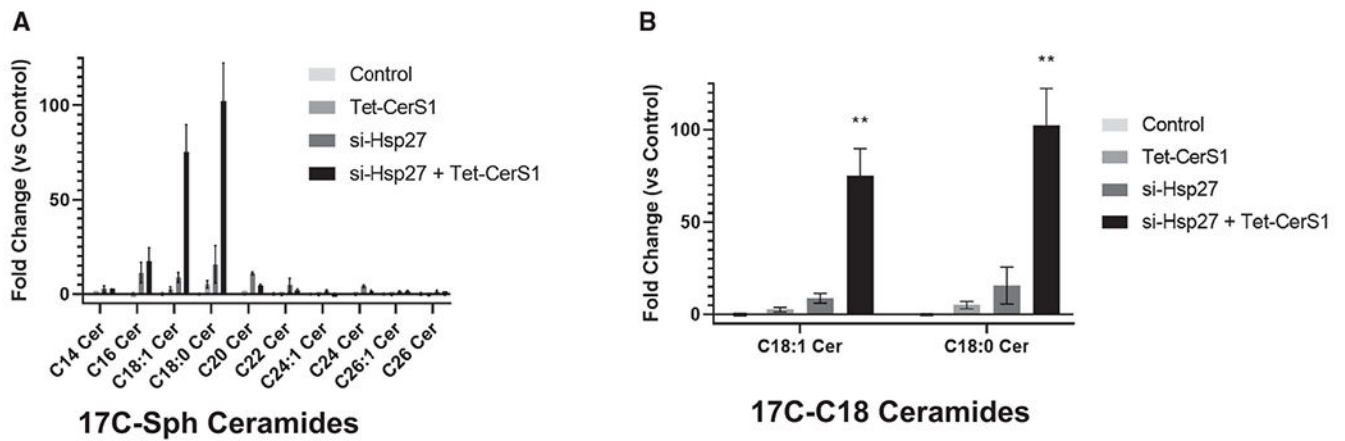 A
Fold Change (vs Control)
100
50
0
Control
Tet-CerS1
si-Hsp27
si-Hsp27 + Tet-CerS1
C14 Cer
C16 Cer
C18:1 Cer
C18:0 Cer
C20 Cer
C22 Cer
C24:1 Cer
C24 Cer
C26:1 Cer
C26 Cer
17C-Sph Ceramides
B
Fold Change (vs Control)
100
50
0
**
**
C18:1 Cer
C18:0 Cer
Control
Tet-CerS1
si-Hsp27
si-Hsp27 + Tet-CerS1
17C-C18 Ceramides